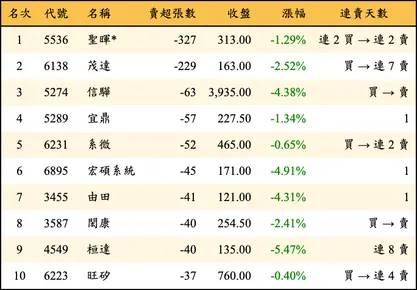 名次 代號 名稱 賣超張數 收盤 漲幅 連賣天數
1 5536 聖暉* -327 313.00 -1.29% 連 2 買 → 連 2 賣
2 6138 茂達 -229 163.00 -2.52% 買 → 連 7 賣
3 5274 信驊 -63 3,935.00 -4.38% 買 → 賣
4 5289 宜鼎 -57 227.50 -1.34% 1
5 6231 系微 -52 465.00 -0.65% 買 → 連 2 賣
6 6895 宏碩系統 -45 171.00 -4.91% 1
7 3455 由田 -41 121.00 -4.31% 1
8 3587 閎康 -40 254.50 -2.41% 買 → 賣
9 4549 桓達 -40 135.00 -5.47% 連 8 賣
10 6223 旺矽 -37 760.00 -0.40% 買 → 連 4 賣